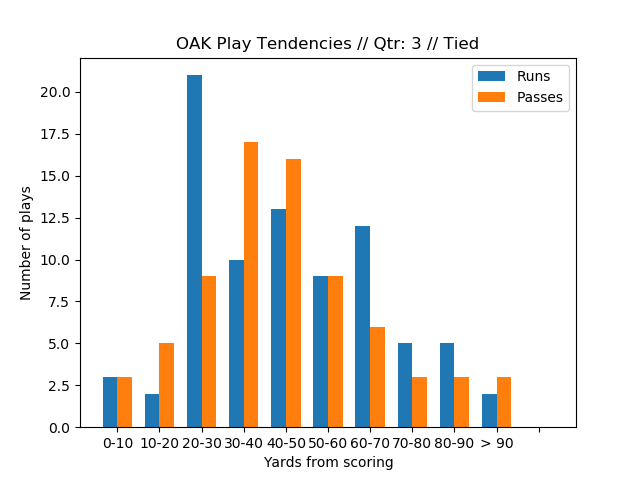 OAK Play Tendencies // Qtr: 3 // Tied
Runs
Passes
Number of plays
20.0
17.5
15.0
12.5
10.0
7.5
5.0
2.5
0.0
0-10 10-20 20-30 30-40 40-50 50-60 60-70 70-80 80-90 > 90
Yards from scoring